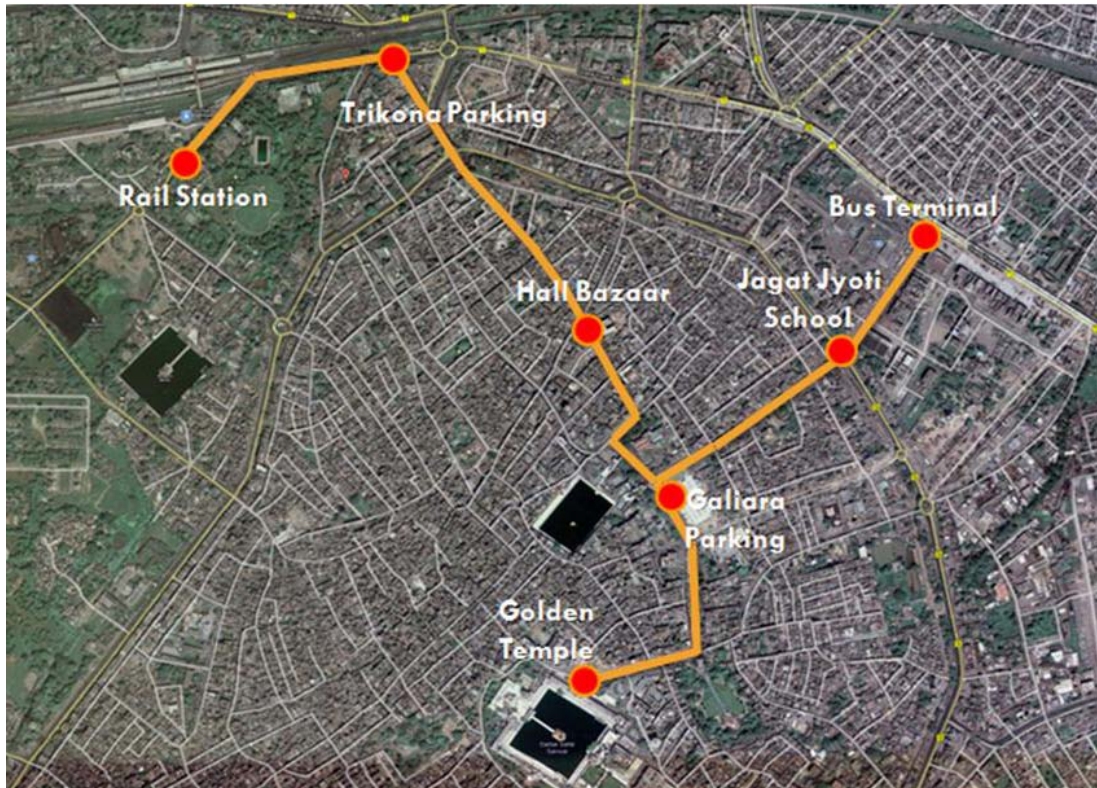 Trikona Parking
Rail Station
Bus Terminal
Jagat Jyoti
School
Hall Bazaar
Galiara
Parking
Golden
Temple